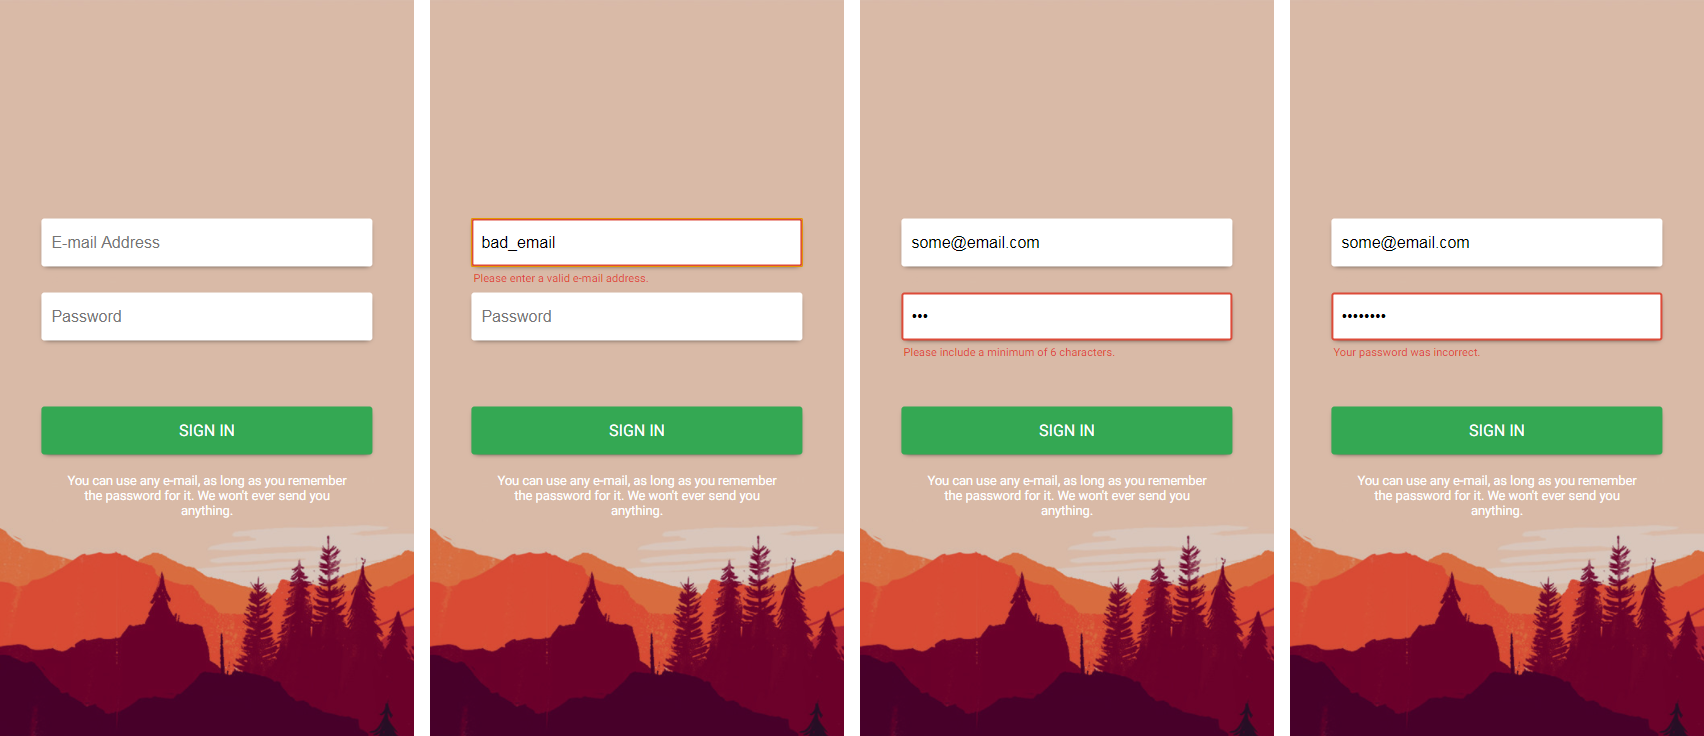 E-mail Address
Password
SIGN IN
You can use any e-mail, as long as you remember
the password for it. We won't ever send you
anything.
bad_email
Please enter a valid e-mail address.
Password
SIGN IN
You can use any e-mail, as long as you remember
the password for it. We won't ever send you
anything.
some@email.com
•••
Please include a minimum of 6 characters.
SIGN IN
You can use any e-mail, as long as you remember
the password for it. We won't ever send you
anything.
some@email.com
••••••••
Your password was incorrect.
SIGN IN
You can use any e-mail, as long as you remember
the password for it. We won't ever send you
anything.